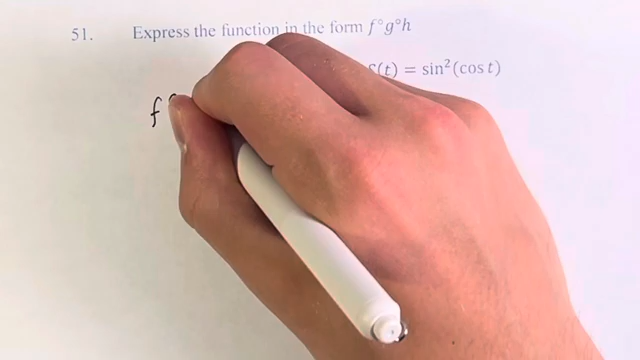 51. Express the function in the form f°g°h
(t) = sin²(cos t)
f